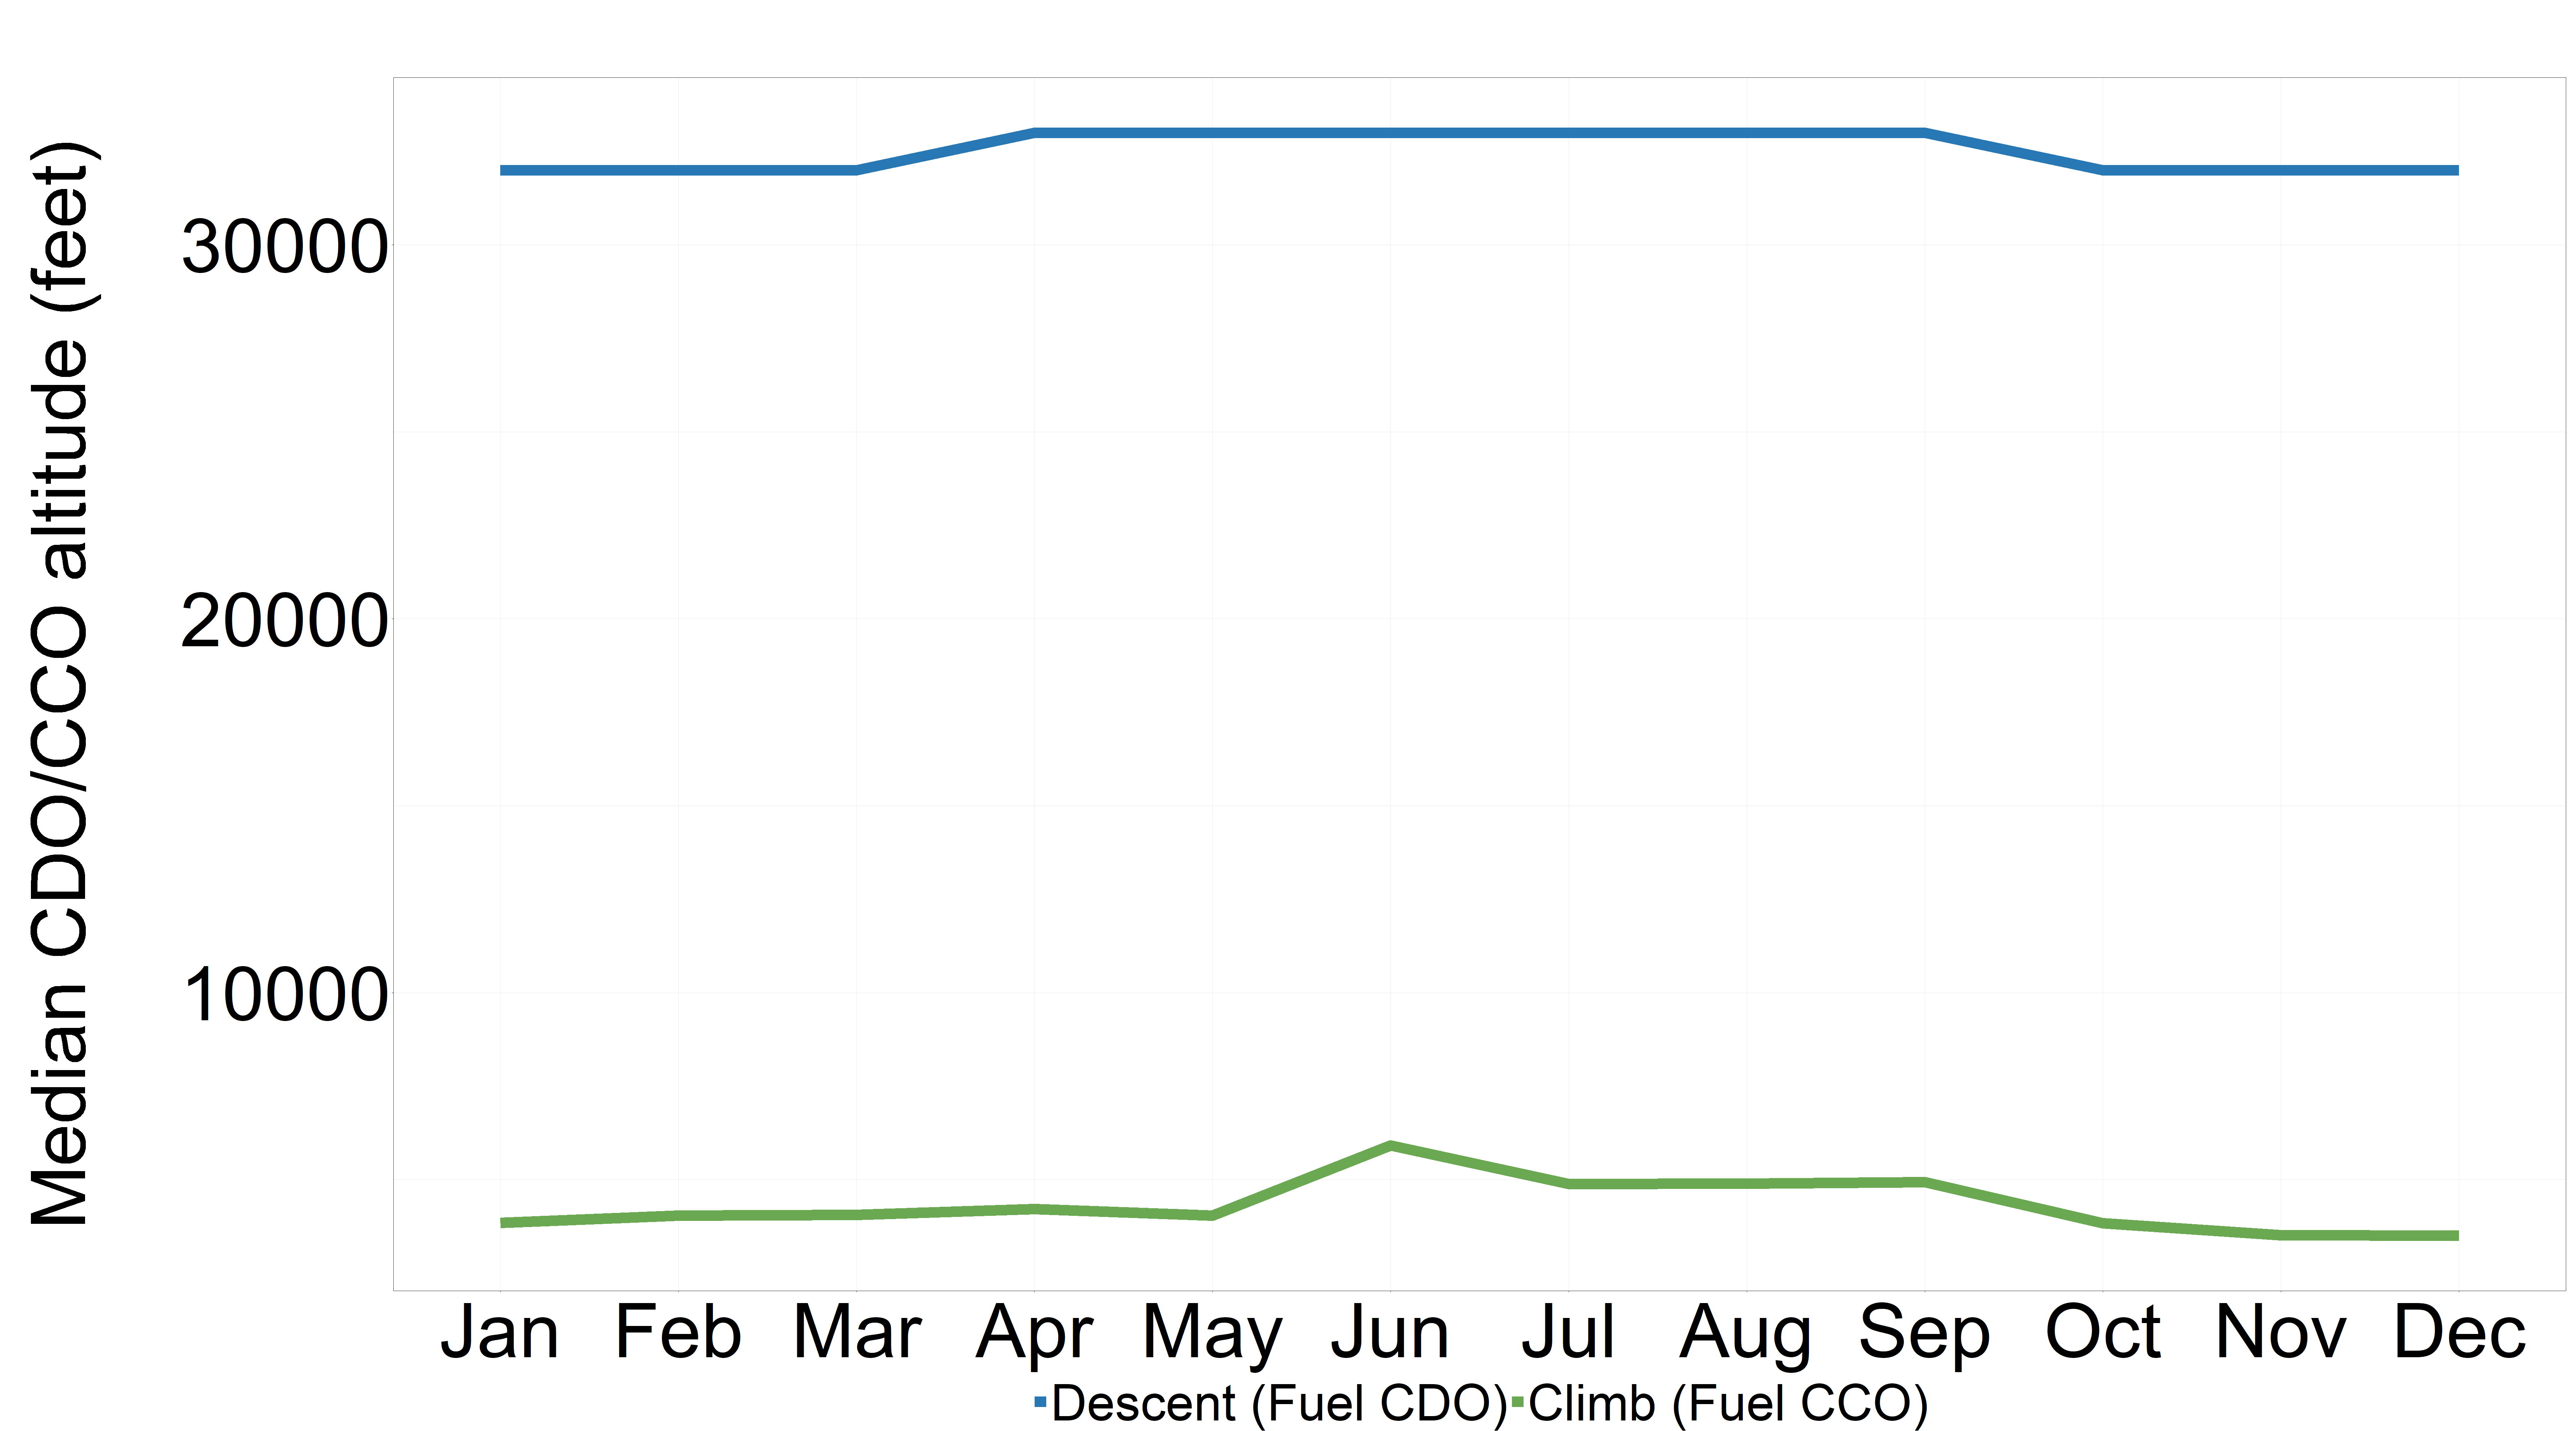 Median CDO/CCO altitude (feet)
30000
20000
10000
Jan Feb Mar Apr May Jun Jul Aug Sep Oct Nov Dec
Descent (Fuel CDO) Climb (Fuel CCO)